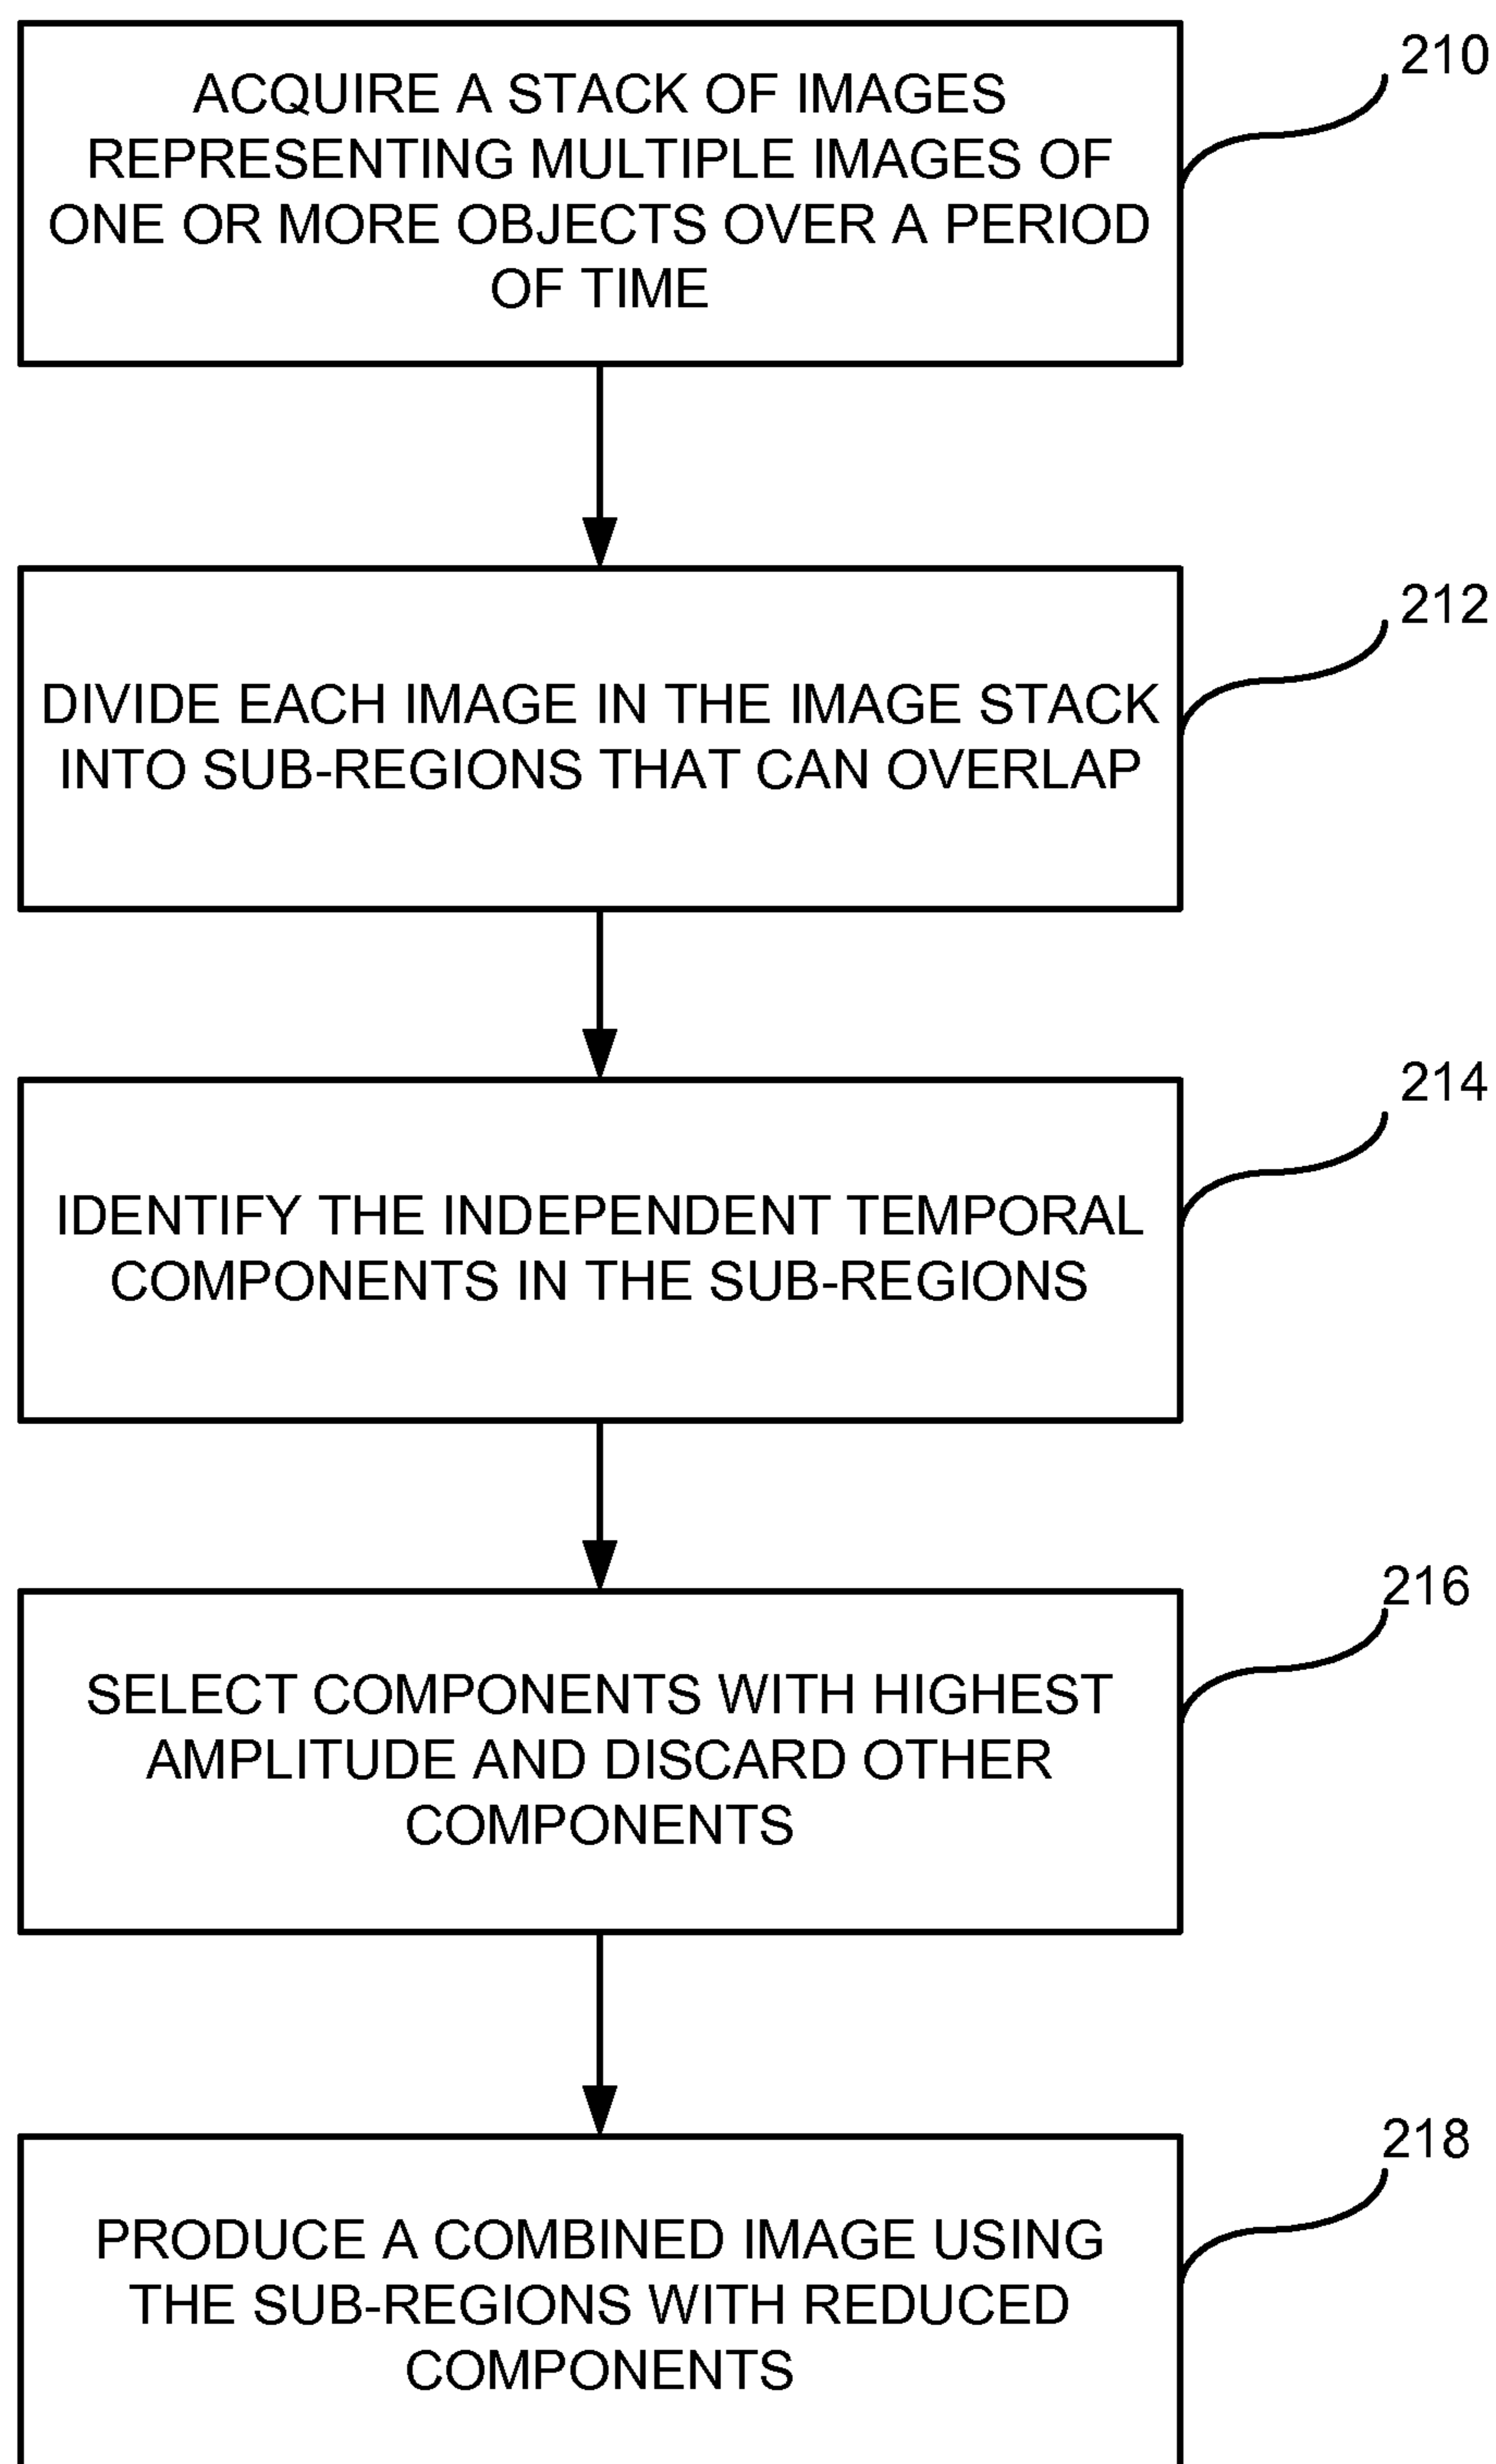 210
ACQUIRE A STACK OF IMAGES
REPRESENTING MULTIPLE IMAGES OF
ONE OR MORE OBJECTS OVER A PERIOD
OF TIME
212
DIVIDE EACH IMAGE IN THE IMAGE STACK
INTO SUB-REGIONS THAT CAN OVERLAP
214
IDENTIFY THE INDEPENDENT TEMPORAL
COMPONENTS IN THE SUB-REGIONS
216
SELECT COMPONENTS WITH HIGHEST
AMPLITUDE AND DISCARD OTHER
COMPONENTS
218
PRODUCE A COMBINED IMAGE USING
THE SUB-REGIONS WITH REDUCED
COMPONENTS